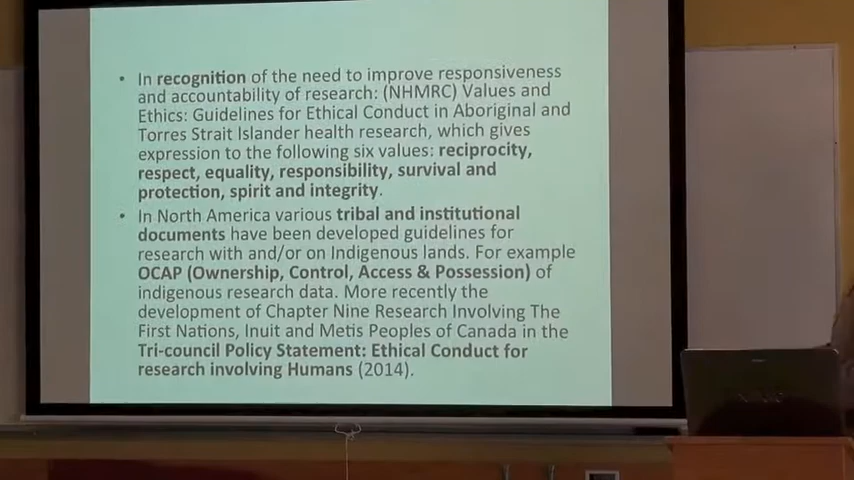 • In recognition of the need to improve responsiveness
and accountability of research: (NHMRC) Values and
Ethics: Guidelines for Ethical Conduct in Aboriginal and
Torres Strait Islander health research, which gives
expression to the following six values: reciprocity,
respect, equality, responsibility, survival and
protection, spirit and integrity.
• In North America various tribal and institutional
documents have been developed guidelines for
research with and/or on Indigenous lands. For example
OCAP (Ownership, Control, Access & Possession) of
indigenous research data. More recently the
development of Chapter Nine Research Involving The
First Nations, Inuit and Metis Peoples of Canada in the
Tri-council Policy Statement: Ethical Conduct for
research involving Humans (2014).